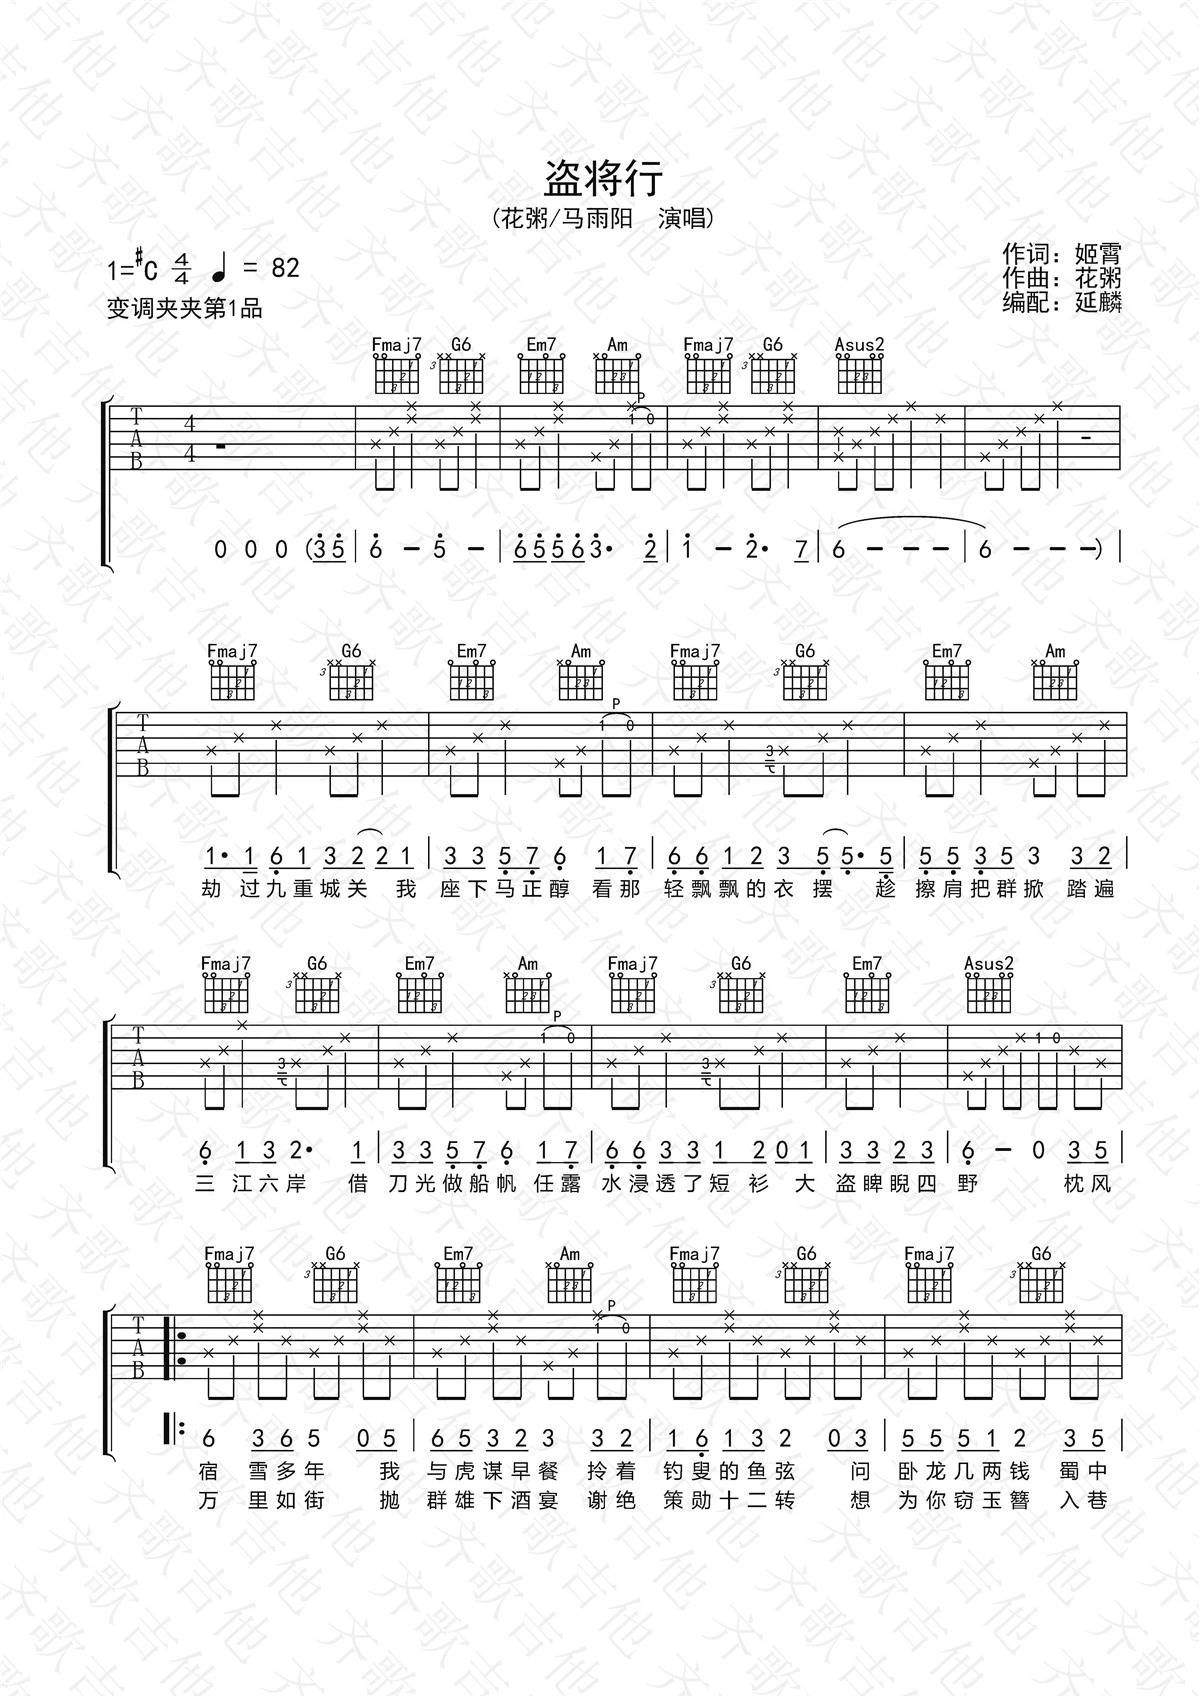 盗将行
(花粥/马雨阳 演唱)
1=#C 4/4 ♩ = 82
变调夹夹第1品
作词：姬霄
作曲：花粥
编配：延麟
Fmaj7 G6 Em7 Am Fmaj7 G6 Asus2
P
T A B 4/4 1 0
0 0 0 (3 5 | 6 - 5 - | 6 5 5 6 3· 2 | 1 - 2· 7 | 6 - - - | 6 - - -) |
Fmaj7 G6 Em7 Am Fmaj7 G6 Em7 Am
P
T A B 1 0 3
1· 1 6 1 3 2 2 1 | 3 3 5 7 6 1 7 | 6 6 1 2 3 5 5· 5 | 5 5 3 5 3 3 2 |
劫 过九重城关 我 座下马正醇 看那 轻飘飘的衣 摆 趁 擦肩把群掀 踏遍
Fmaj7 G6 Em7 Am Fmaj7 G6 Em7 Asus2
P
T A B 3 1 0 3 1 0
6 1 3 2· 1 | 3 3 5 7 6 1 7 | 6 6 3 3 1 2 0 1 | 3 3 2 3 | 6 - 0 3 5 |
三 江六岸 借 刀光做船帆 任露 水浸透了短 衫 大 盗睥睨四 野 枕风
Fmaj7 G6 Em7 Am Fmaj7 G6 Fmaj7 G6
P
T A B 1 0
6 3 6 5 0 5 | 6 5 3 2 3 3 2 | 1 6 1 3 2 0 3 | 5 5 5 1 2 3 5 |
宿 雪多年 我 与虎谋早餐 拎着 钓叟的鱼弦 问 卧龙几两钱 蜀中
万 里如街 抛 群雄下酒宴 谢绝 策勋十二转 想 为你窃玉簪 入巷